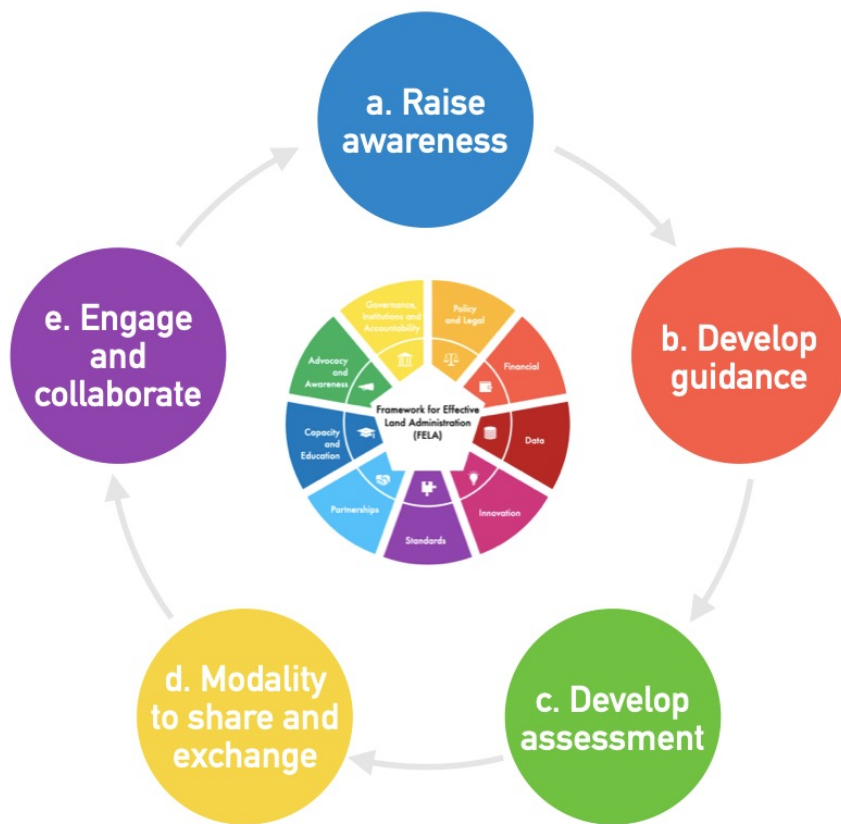 a. Raise
awareness
b. Develop
guidance
c. Develop
assessment
d. Modality
to share and
exchange
e. Engage
and
collaborate
Governance,
Institutions and
Accountability
Policy
and Legal
Financial
Data
Innovation
Standards
Partnerships
Capacity
and
Education
Advocacy
and
Awareness
Framework for Effective
Land Administration
(FELA)